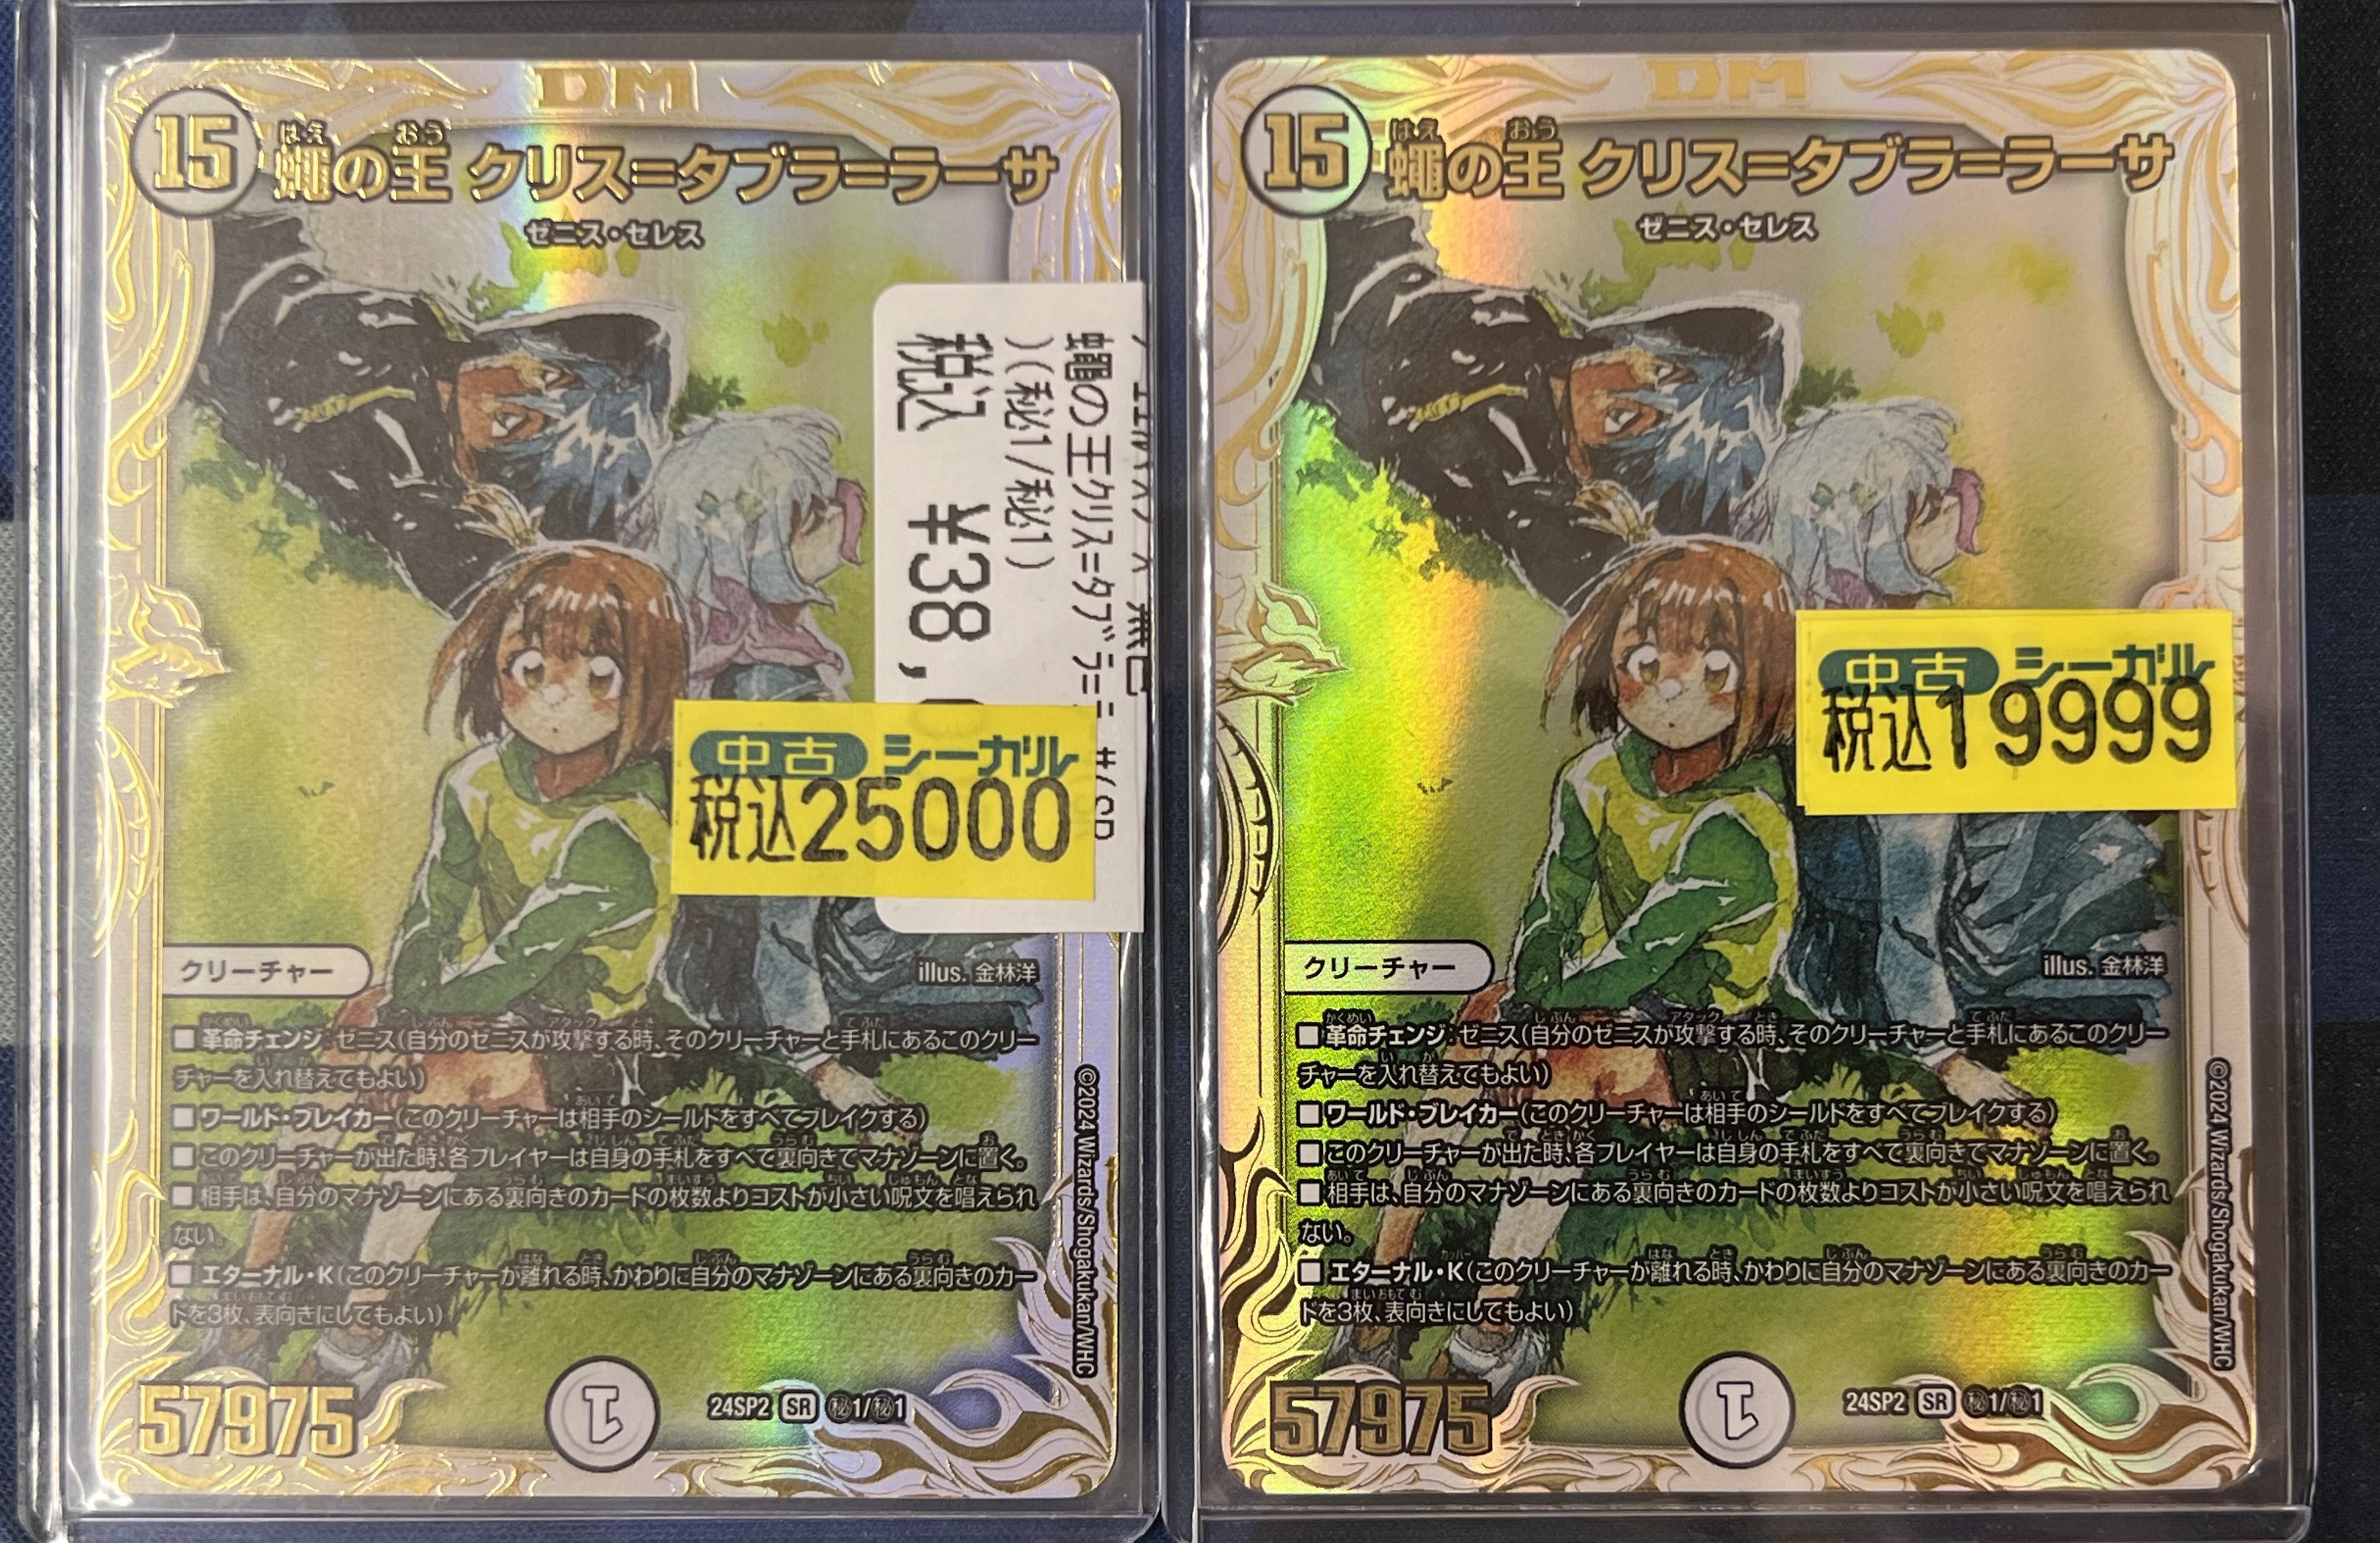 DM
15
はえ おう
蠅の王 クリス=タブラ=ラーサ
ゼニス・セレス
蠅の王クリス=タブラ=
)(秘1/秘1)
税込 ¥38,
中古 シーガル
税込25000
クリーチャー
illus. 金林洋
■革命チェンジ:ゼニス(自分のゼニスが攻撃する時、そのクリーチャーと手札にあるこのクリー
チャーを入れ替えてもよい)
■ワールド・ブレイカー(このクリーチャーは相手のシールドをすべてブレイクする)
■このクリーチャーが出た時、各プレイヤーは自身の手札をすべて裏向きでマナゾーンに置く。
■相手は、自分のマナゾーンにある裏向きのカードの枚数よりコストが小さい呪文を唱えられ
ない。
■エターナル・K(このクリーチャーが離れる時、かわりに自分のマナゾーンにある裏向きのカー
ドを3枚、表向きにしてもよい)
57975
24SP2 SR ㊙1/㊙1
©2024 Wizards/Shogakukan/WHC
DM
15
はえ おう
蠅の王 クリス=タブラ=ラーサ
ゼニス・セレス
中古 シーガル
税込19999
クリーチャー
illus. 金林洋
■革命チェンジ:ゼニス(自分のゼニスが攻撃する時、そのクリーチャーと手札にあるこのクリー
チャーを入れ替えてもよい)
■ワールド・ブレイカー(このクリーチャーは相手のシールドをすべてブレイクする)
■このクリーチャーが出た時、各プレイヤーは自身の手札をすべて裏向きでマナゾーンに置く。
■相手は、自分のマナゾーンにある裏向きのカードの枚数よりコストが小さい呪文を唱えられ
ない。
■エターナル・K(このクリーチャーが離れる時、かわりに自分のマナゾーンにある裏向きのカー
ドを3枚、表向きにしてもよい)
57975
24SP2 SR ㊙1/㊙1
©2024 Wizards/Shogakukan/WHC